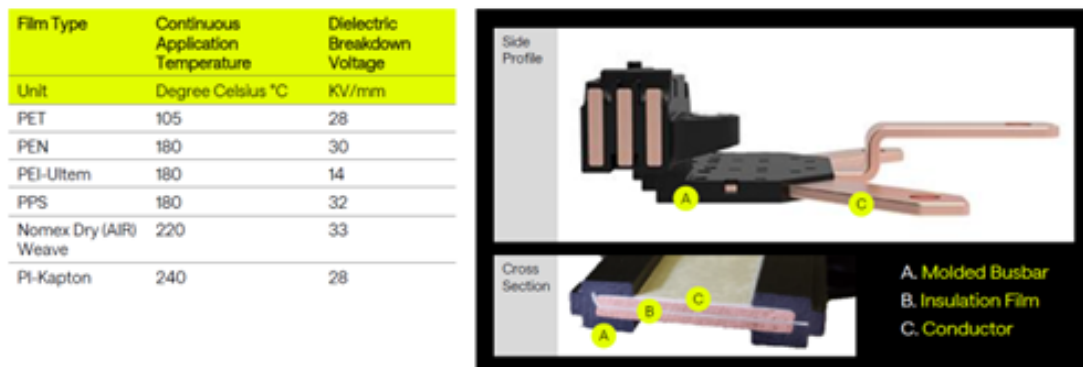 Film Type Continuous Application Temperature Dielectric Breakdown Voltage
Unit Degree Celsius °C KV/mm
PET 105 28
PEN 180 30
PEI-Ultem 180 14
PPS 180 32
Nomex Dry (AIR) Weave 220 33
PI-Kapton 240 28
Side
Profile
A
C
Cross
Section
C
B
A
A. Molded Busbar
B. Insulation Film
C. Conductor